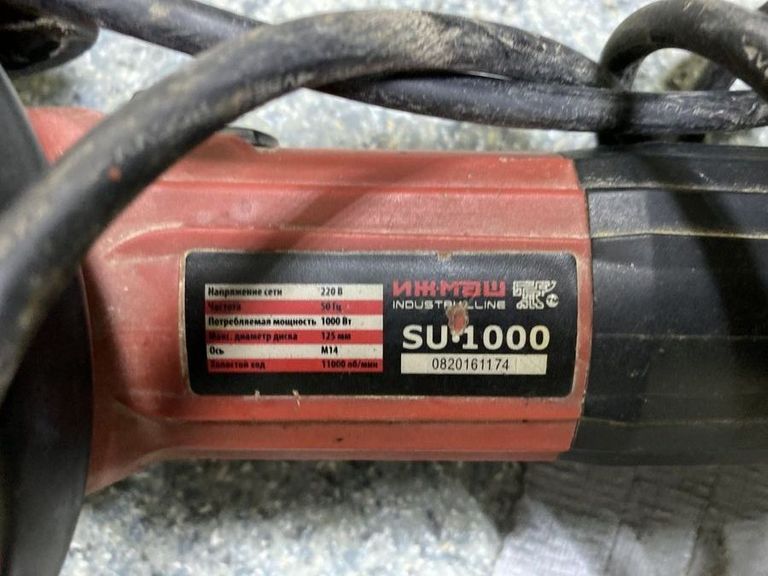 Напряжение сети 220 В
Частота 50 Гц
Потребляемая мощность 1000 Вт
Макс. диаметр диска 125 мм
Ось М14
Холостой ход 11000 об/мин
ИЖМАШ
INDUSTRIAL LINE
SU 1000
0820161174